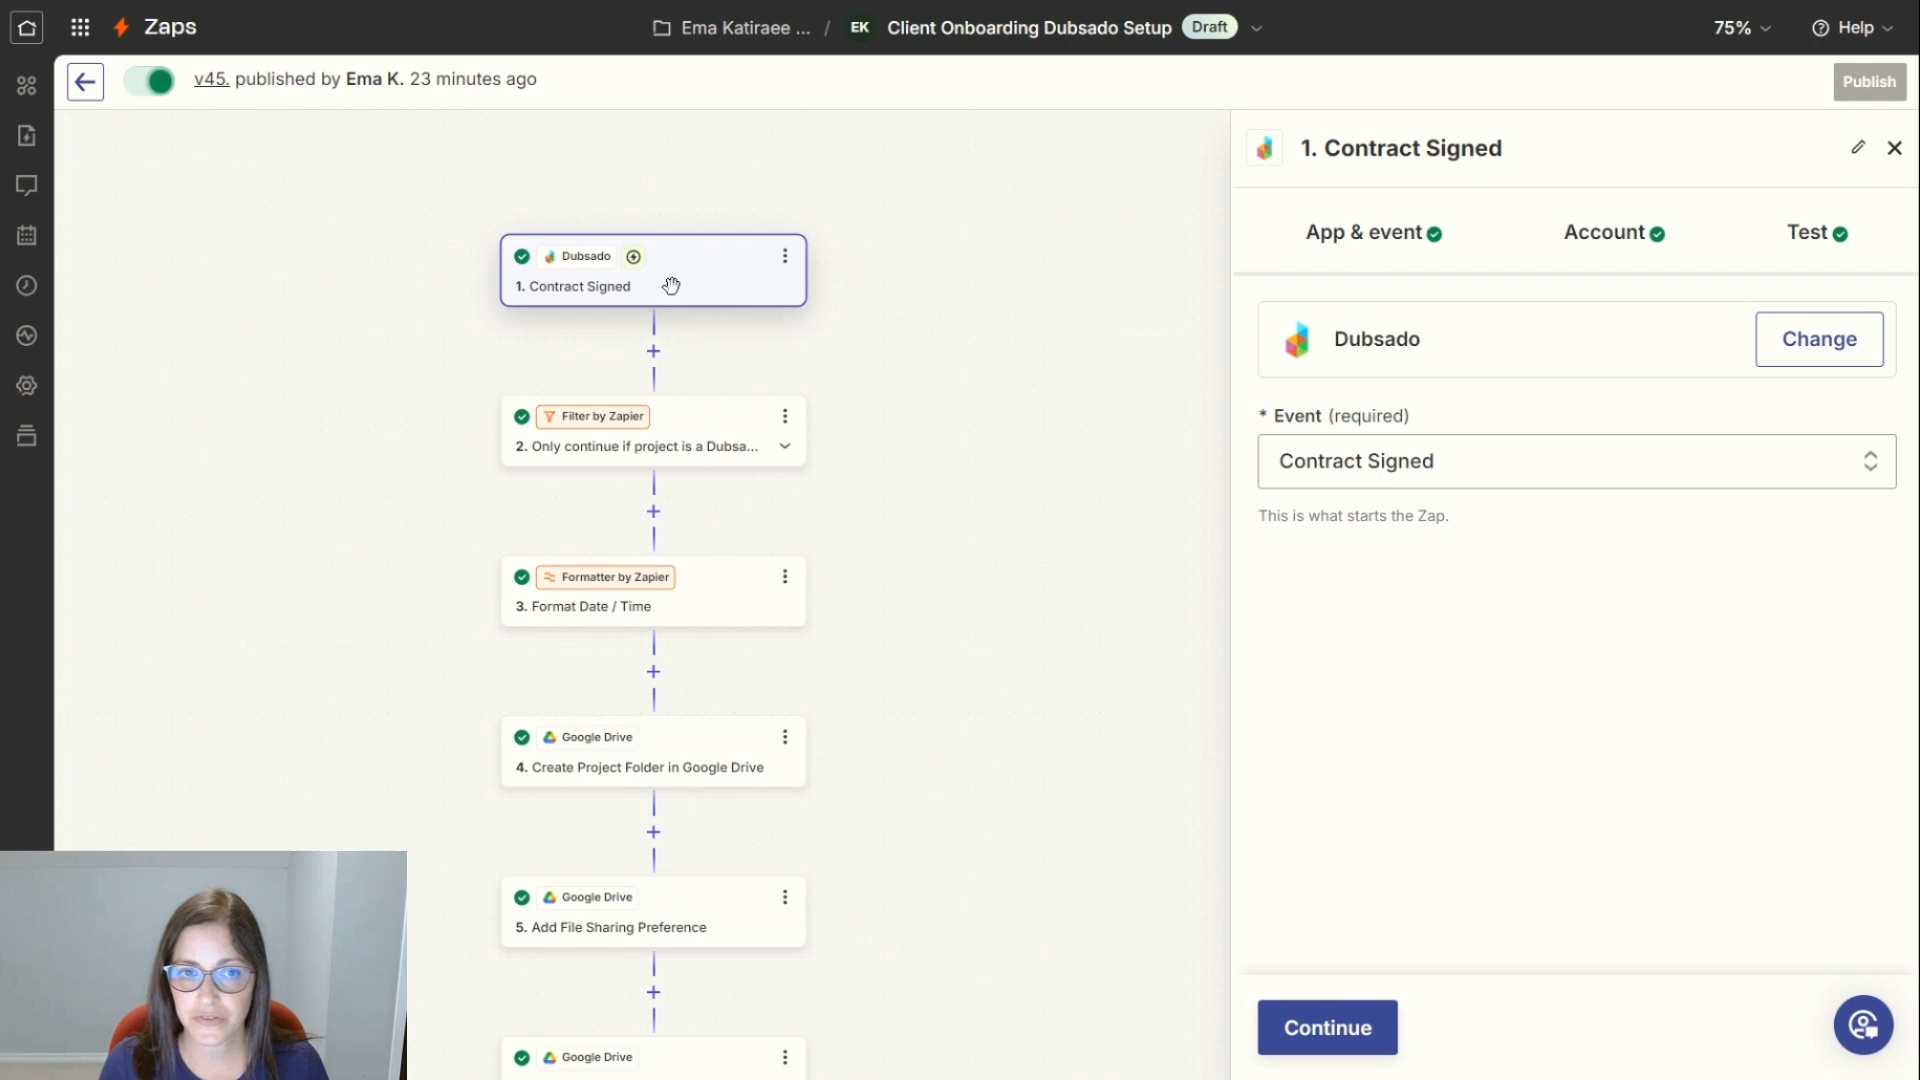 Zaps
Ema Katiraee ... / EK Client Onboarding Dubsado Setup Draft
75%
Help
v45. published by Ema K. 23 minutes ago
Publish
Dubsado
1. Contract Signed
Filter by Zapier
2. Only continue if project is a Dubsa...
Formatter by Zapier
3. Format Date / Time
Google Drive
4. Create Project Folder in Google Drive
Google Drive
5. Add File Sharing Preference
Google Drive
1. Contract Signed
App & event
Account
Test
Dubsado
Change
* Event (required)
Contract Signed
This is what starts the Zap.
Continue